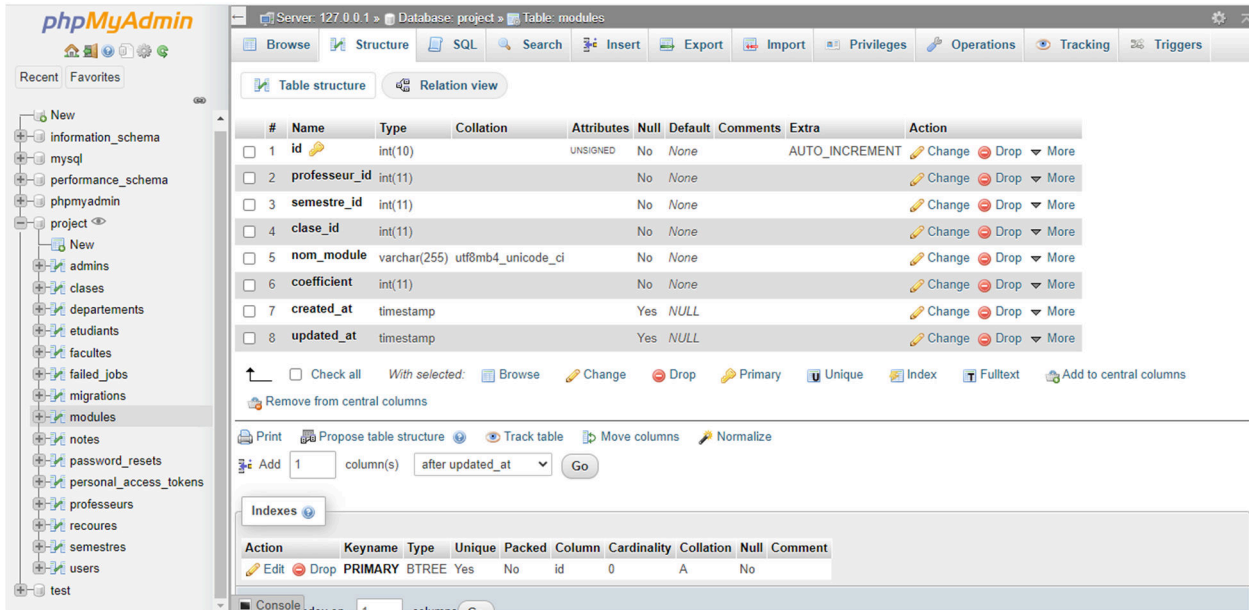 phpMyAdmin
Recent Favorites
New
information_schema
mysql
performance_schema
phpmyadmin
project
New
admins
clases
departements
etudiants
facultes
failed_jobs
migrations
modules
notes
password_resets
personal_access_tokens
professeurs
recoures
semestres
users
test
Server: 127.0.0.1 » Database: project » Table: modules
Browse Structure SQL Search Insert Export Import Privileges Operations Tracking Triggers
Table structure Relation view
# Name Type Collation Attributes Null Default Comments Extra Action
1 id int(10) UNSIGNED No None AUTO_INCREMENT Change Drop More
2 professeur_id int(11) No None Change Drop More
3 semestre_id int(11) No None Change Drop More
4 clase_id int(11) No None Change Drop More
5 nom_module varchar(255) utf8mb4_unicode_ci No None Change Drop More
6 coefficient int(11) No None Change Drop More
7 created_at timestamp Yes NULL Change Drop More
8 updated_at timestamp Yes NULL Change Drop More
Check all With selected: Browse Change Drop Primary Unique Index Fulltext Add to central columns
Remove from central columns
Print Propose table structure Track table Move columns Normalize
Add 1 column(s) after updated_at Go
Indexes
Action Keyname Type Unique Packed Column Cardinality Collation Null Comment
Edit Drop PRIMARY BTREE Yes No id 0 A No
Console